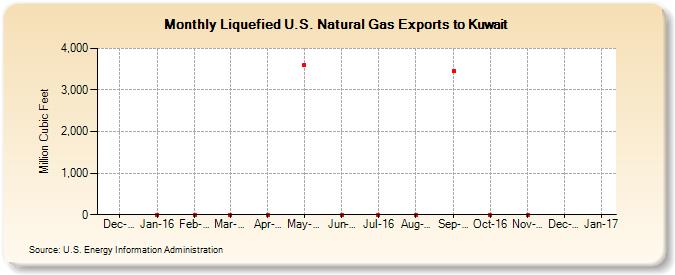 Monthly Liquefied U.S. Natural Gas Exports to Kuwait
Million Cubic Feet
4,000
3,000
2,000
1,000
0
Dec-... Jan-16 Feb-... Mar-... Apr-... May-... Jun-... Jul-16 Aug-... Sep-... Oct-16 Nov-... Dec-... Jan-17
Source: U.S. Energy Information Administration